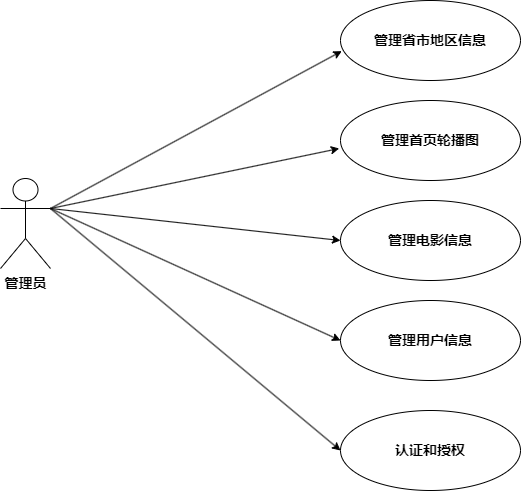 管理省市地区信息
管理首页轮播图
管理电影信息
管理员
管理用户信息
认证和授权